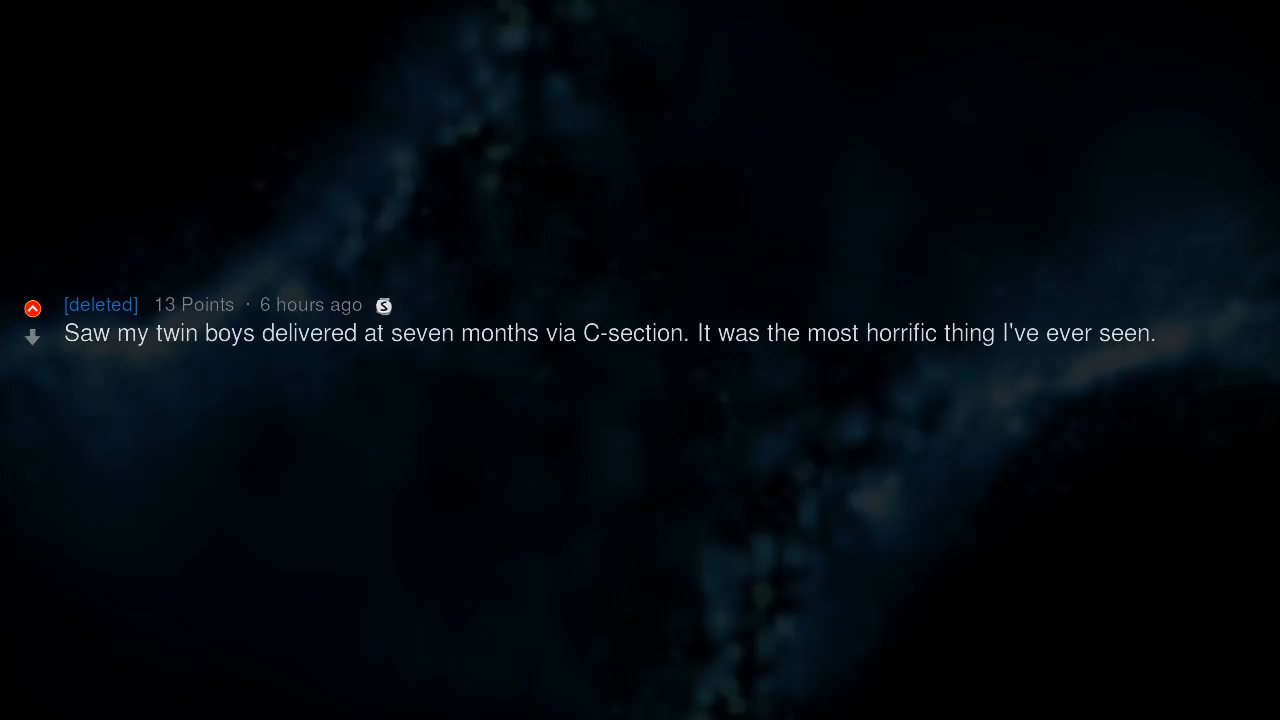 [deleted] 13 Points · 6 hours ago S
Saw my twin boys delivered at seven months via C-section. It was the most horrific thing I've ever seen.